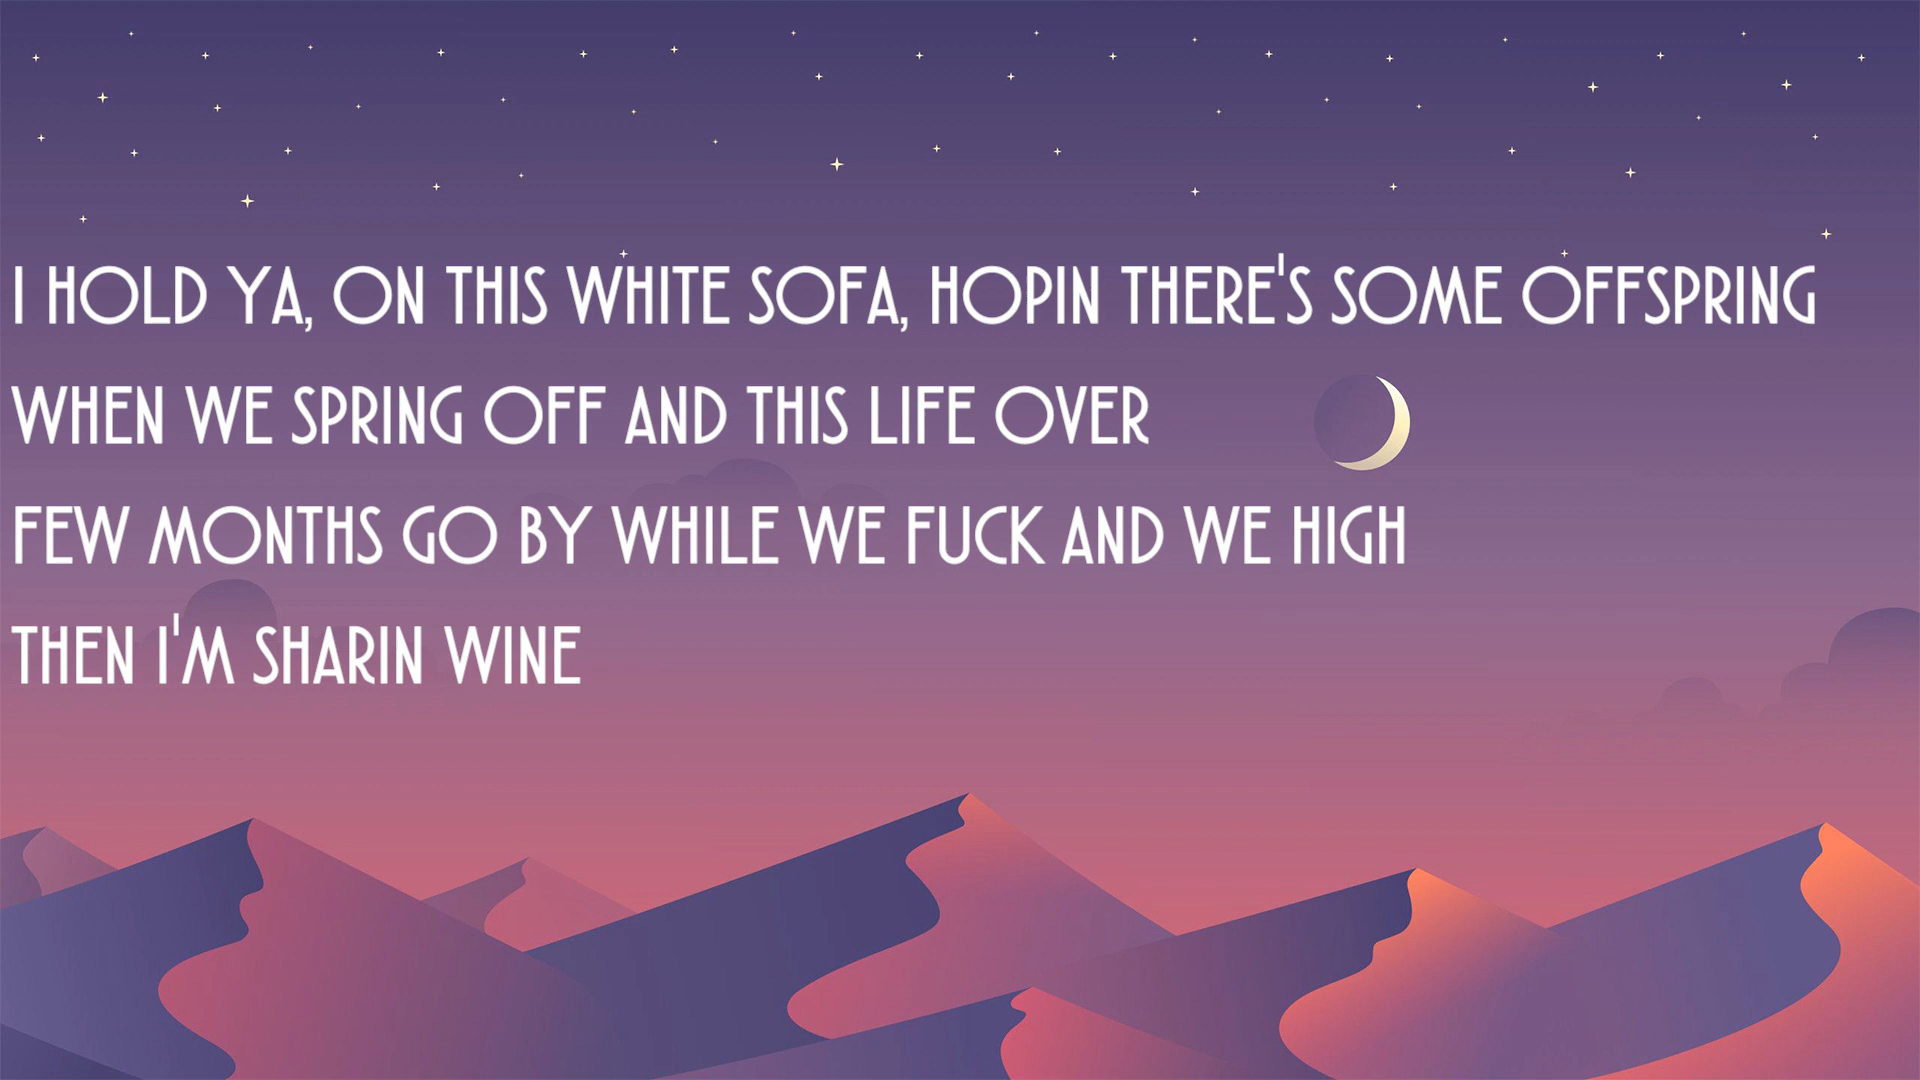 I HOLD YA, ON THIS WHITE SOFA, HOPIN THERE'S SOME OFFSPRING
WHEN WE SPRING OFF AND THIS LIFE OVER
FEW MONTHS GO BY WHILE WE FUCK AND WE HIGH
THEN I'M SHARIN WINE